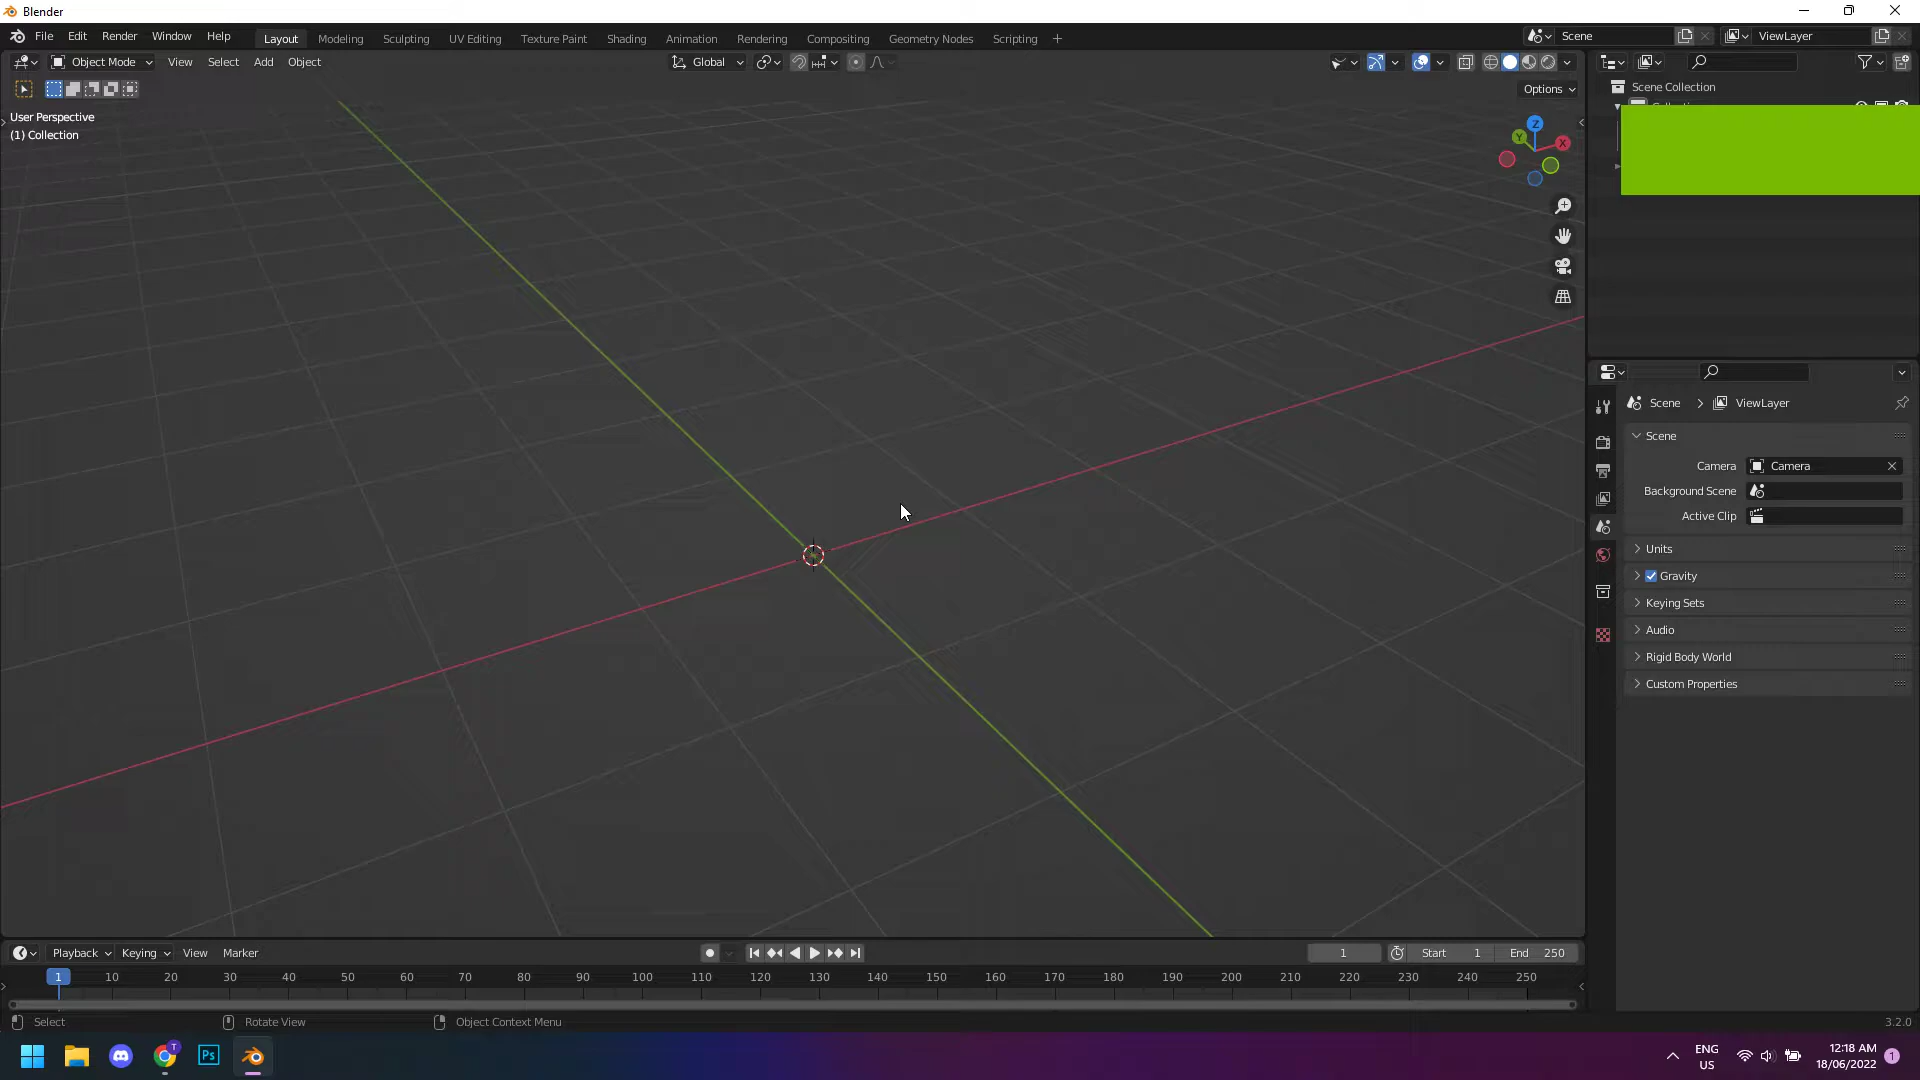 Blender
File Edit Render Window Help Layout Modeling Sculpting UV Editing Texture Paint Shading Animation Rendering Compositing Geometry Nodes Scripting + Scene ViewLayer
Object Mode View Select Add Object Global
Options
Scene Collection
User Perspective
(1) Collection
Z
Y
X
Scene > ViewLayer
Scene
Camera Camera
Background Scene
Active Clip
Units
Gravity
Keying Sets
Audio
Rigid Body World
Custom Properties
Playback Keying View Marker 1 Start 1 End 250
1 10 20 30 40 50 60 70 80 90 100 110 120 130 140 150 160 170 180 190 200 210 220 230 240 250
Select Rotate View Object Context Menu 3.2.0
T
Ps
ENG
US
12:18 AM
18/06/2022
1